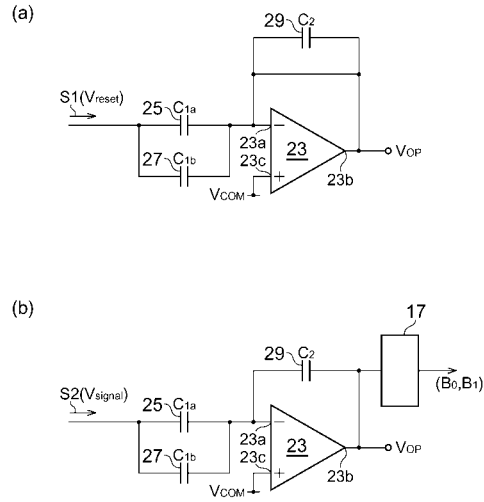 (a)
29 C2
S1(Vreset)
25 C1a
23a
27 C1b
23c
23
VOP
VCOM
23b
(b)
17
29 C2
(B0,B1)
S2(Vsignal)
25 C1a
23a
27 C1b
23c
23
VOP
VCOM
23b